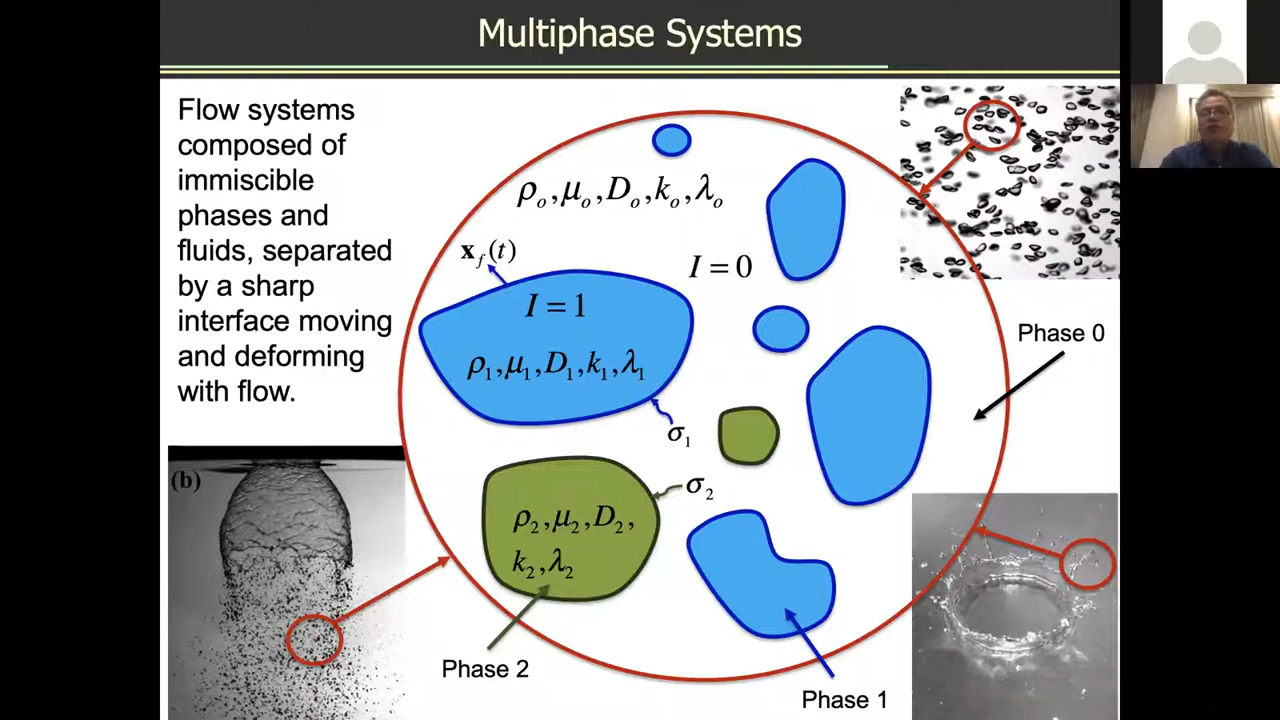 Multiphase Systems
Flow systems
composed of
immiscible
phases and
fluids, separated
by a sharp
interface moving
and deforming
with flow.
ρₒ, μₒ, Dₒ, kₒ, λₒ
x_f(t)
I = 0
I = 1
ρ₁, μ₁, D₁, k₁, λ₁
Phase 0
σ₁
(b)
σ₂
ρ₂, μ₂, D₂,
k₂, λ₂
Phase 2
Phase 1